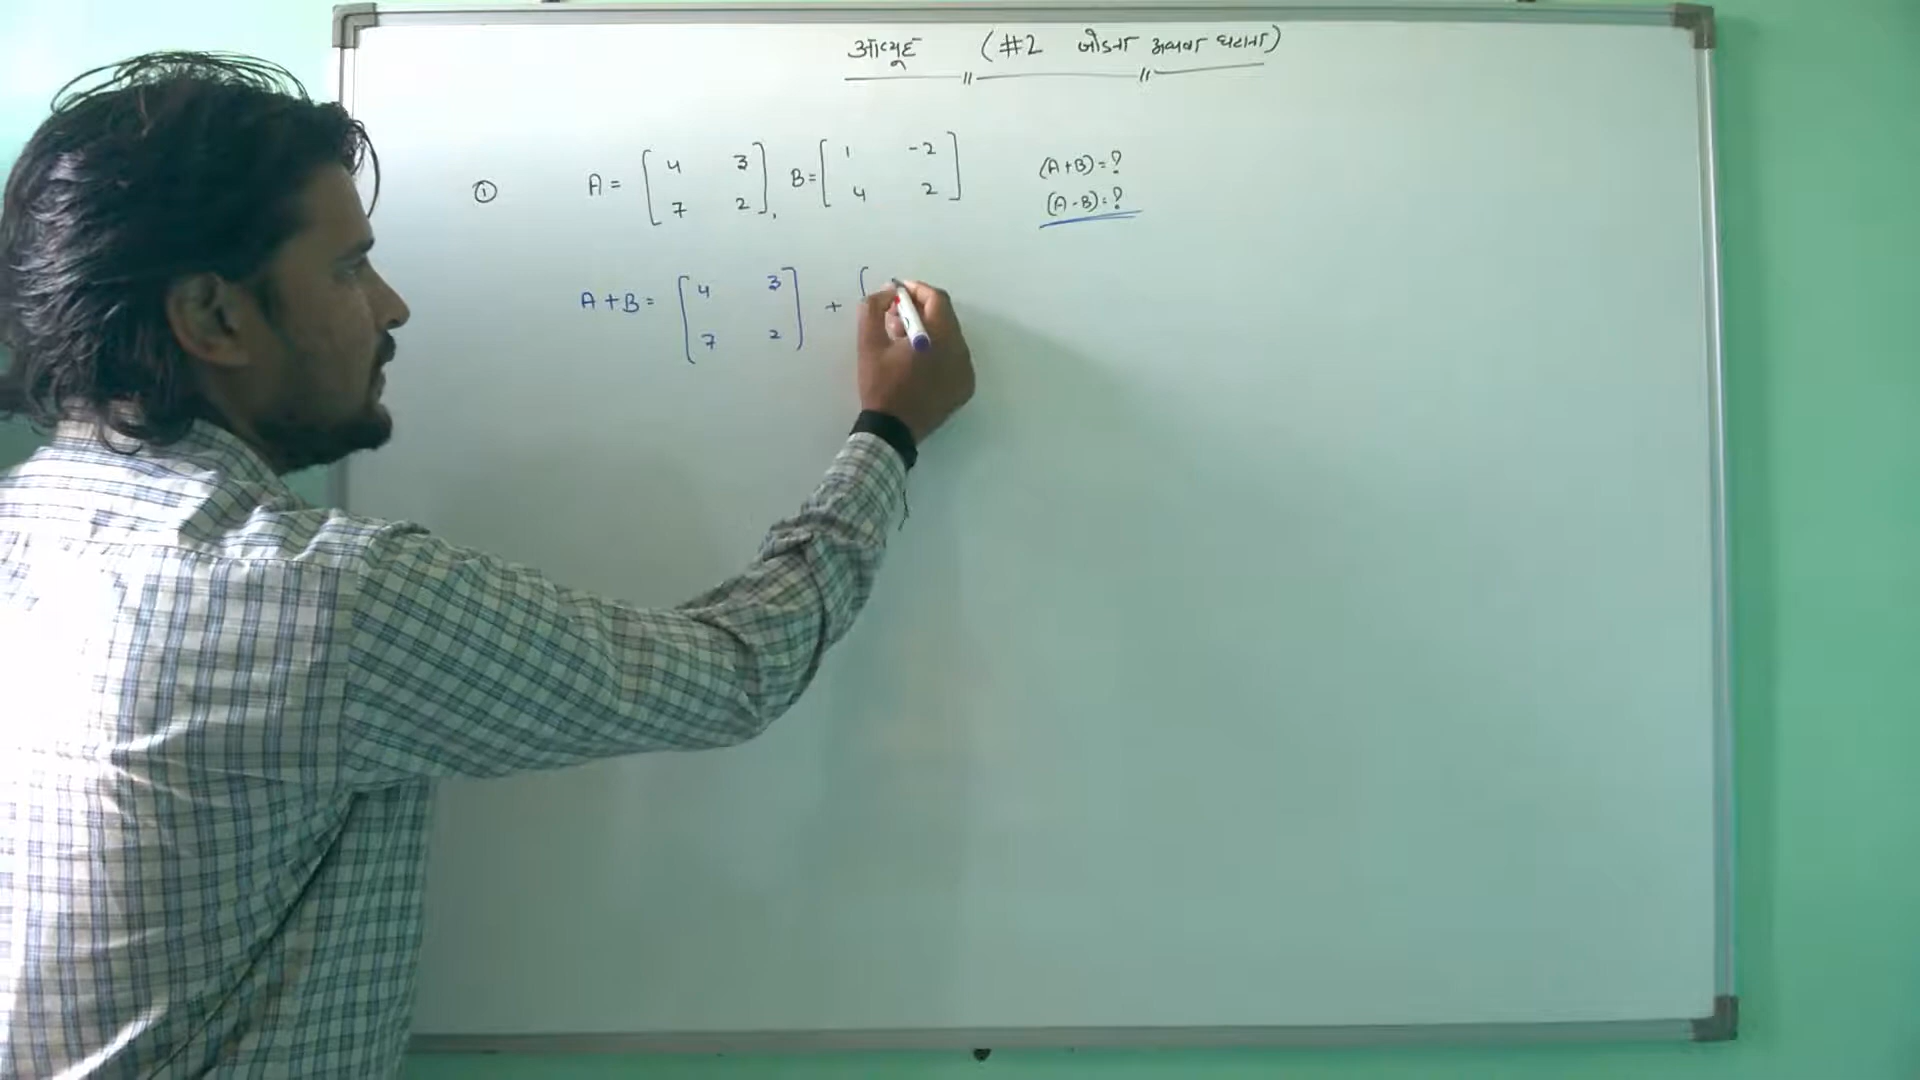 आव्यूह (#2 जोडना अथवा घटाना)
① A = [ 4 3 ], B = [ 1 -2 ] (A+B) = ?
7 2 4 2 (A-B) = ?
A + B = [ 4 3 ] + [
7 2